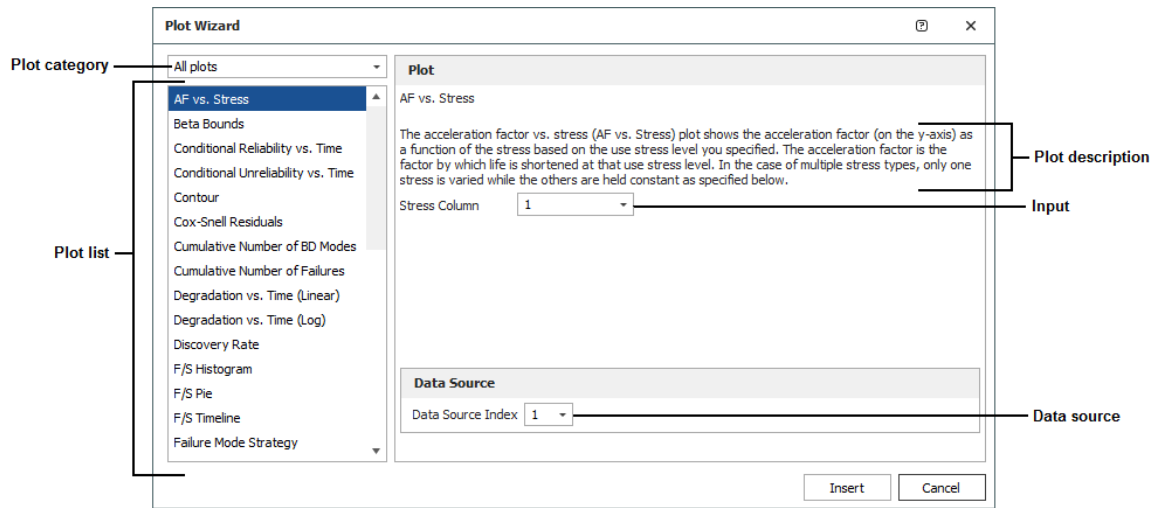 Plot Wizard
Plot category
All plots
Plot
AF vs. Stress
Beta Bounds
Conditional Reliability vs. Time
Conditional Unreliability vs. Time
Contour
Cox-Snell Residuals
Cumulative Number of BD Modes
Cumulative Number of Failures
Degradation vs. Time (Linear)
Degradation vs. Time (Log)
Discovery Rate
F/S Histogram
F/S Pie
F/S Timeline
Failure Mode Strategy
Plot list
AF vs. Stress
The acceleration factor vs. stress (AF vs. Stress) plot shows the acceleration factor (on the y-axis) as
a function of the stress based on the use stress level you specified. The acceleration factor is the
factor by which life is shortened at that use stress level. In the case of multiple stress types, only one
stress is varied while the others are held constant as specified below.
Plot description
Stress Column 1
Input
Data Source
Data Source Index 1
Data source
Insert
Cancel